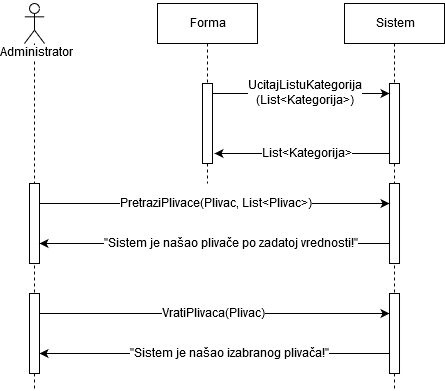 Administrator
Forma
Sistem
UcitajListuKategorija
(List<Kategorija>)
List<Kategorija>
PretraziPlivace(Plivac, List<Plivac>)
"Sistem je našao plivače po zadatoj vrednosti!"
VratiPlivaca(Plivac)
"Sistem je našao izabranog plivača!"